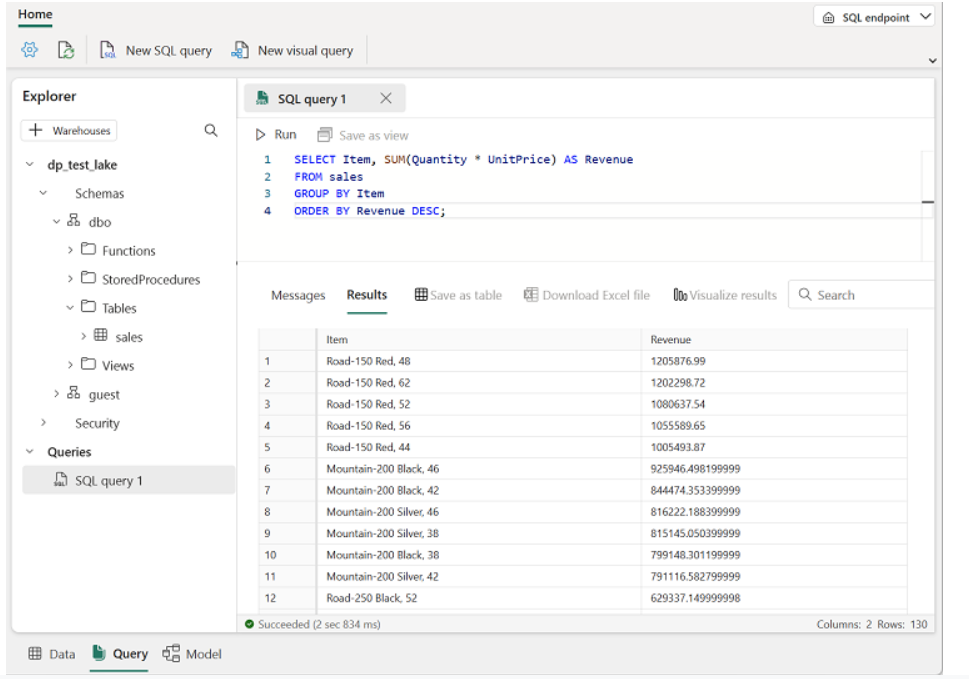 Home
SQL endpoint
New SQL query
New visual query
Explorer
+ Warehouses
dp_test_lake
Schemas
dbo
Functions
StoredProcedures
Tables
sales
Views
guest
Security
Queries
SQL query 1
SQL query 1
Run
Save as view
1 SELECT Item, SUM(Quantity * UnitPrice) AS Revenue
2 FROM sales
3 GROUP BY Item
4 ORDER BY Revenue DESC;
Messages Results Save as table Download Excel file Visualize results Search
Item Revenue
1 Road-150 Red, 48 1205876.99
2 Road-150 Red, 62 1202298.72
3 Road-150 Red, 52 1080637.54
4 Road-150 Red, 56 1055589.65
5 Road-150 Red, 44 1005493.87
6 Mountain-200 Black, 46 925946.498199999
7 Mountain-200 Black, 42 844474.353399999
8 Mountain-200 Silver, 46 816222.188399999
9 Mountain-200 Silver, 38 815145.050399999
10 Mountain-200 Black, 38 799148.301199999
11 Mountain-200 Silver, 42 791116.582799999
12 Road-250 Black, 52 629337.149999998
Succeeded (2 sec 834 ms) Columns: 2 Rows: 130
Data Query Model